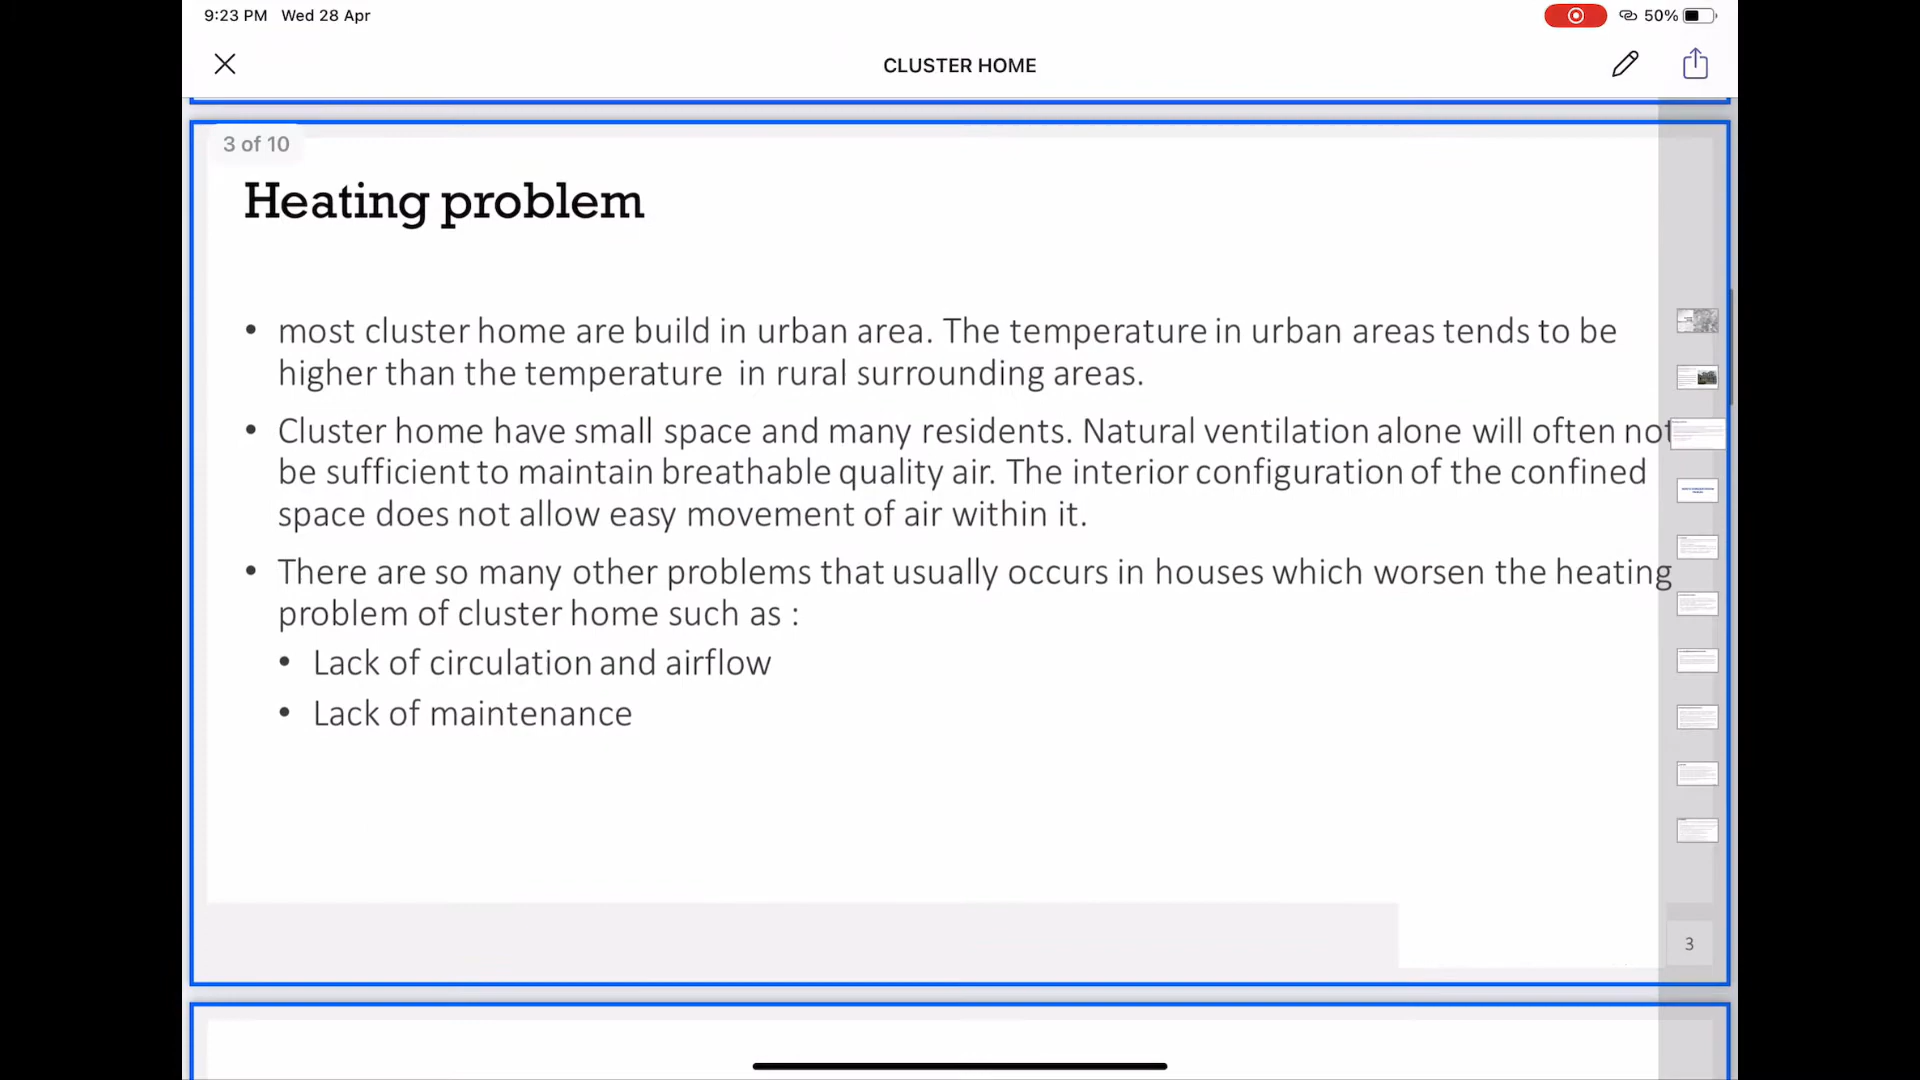 9:23 PM Wed 28 Apr
50%
CLUSTER HOME
3 of 10
Heating problem
• most cluster home are build in urban area. The temperature in urban areas tends to be
higher than the temperature in rural surrounding areas.
• Cluster home have small space and many residents. Natural ventilation alone will often not
be sufficient to maintain breathable quality air. The interior configuration of the confined
space does not allow easy movement of air within it.
• There are so many other problems that usually occurs in houses which worsen the heating
problem of cluster home such as :
• Lack of circulation and airflow
• Lack of maintenance
3